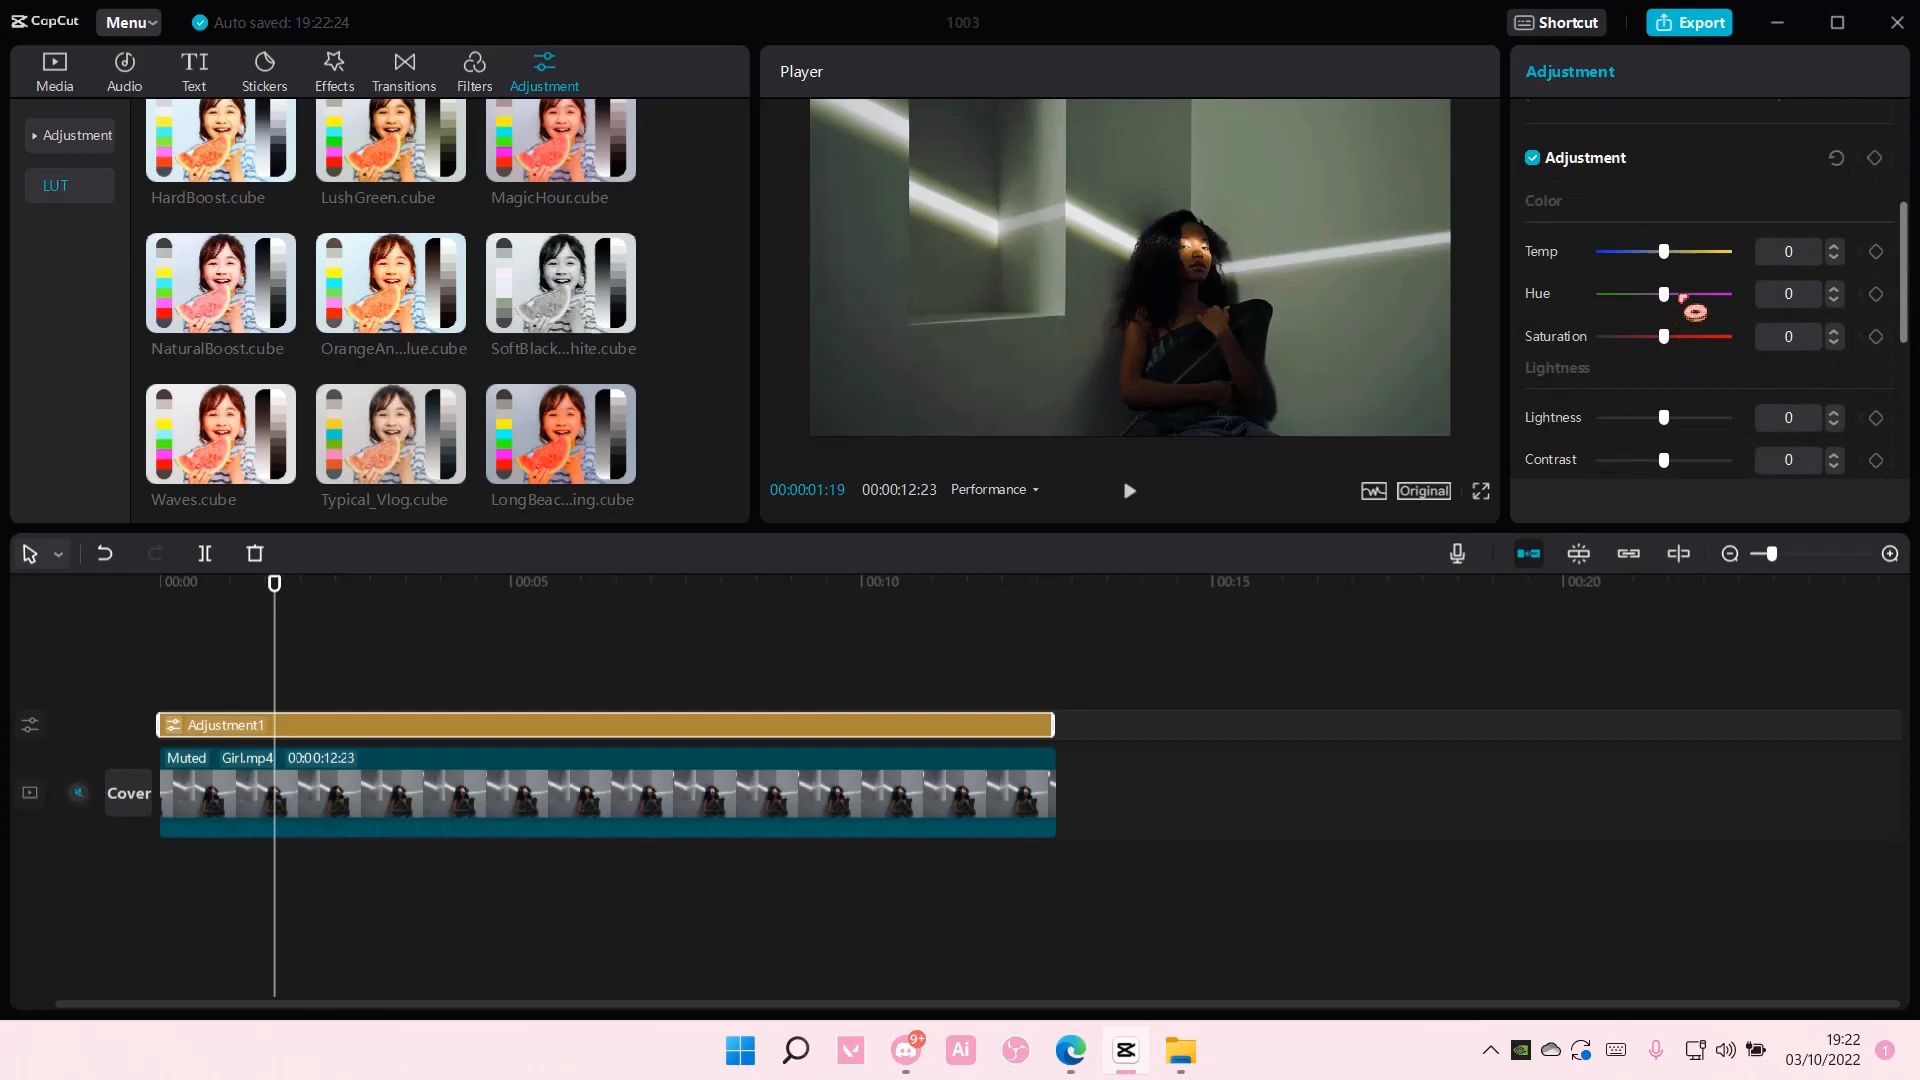 CapCut
Menu
Auto saved: 19:22:24
1003
Shortcut
Export
Media
Audio
Text
Stickers
Effects
Transitions
Filters
Adjustment
Adjustment
LUT
HardBoost.cube
LushGreen.cube
MagicHour.cube
NaturalBoost.cube
OrangeAn...lue.cube
SoftBlack...hite.cube
Waves.cube
Typical_Vlog.cube
LongBeac...ing.cube
Player
00:00:01:19
00:00:12:23
Performance
Original
Adjustment
Adjustment
Color
Temp
0
Hue
0
Saturation
0
Lightness
Lightness
0
Contrast
0
00:00
00:05
00:10
00:15
00:20
Adjustment1
Muted Girl.mp4 00:00:12:23
Cover
9+
Ai
19:22
03/10/2022
1